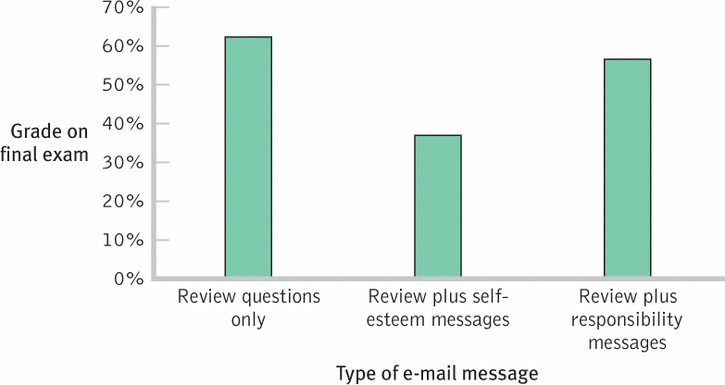 70%
60%
50%
Grade on
final exam
40%
30%
20%
10%
0%
Review questions
only
Review plus self-
esteem messages
Review plus
responsibility
messages
Type of e-mail message